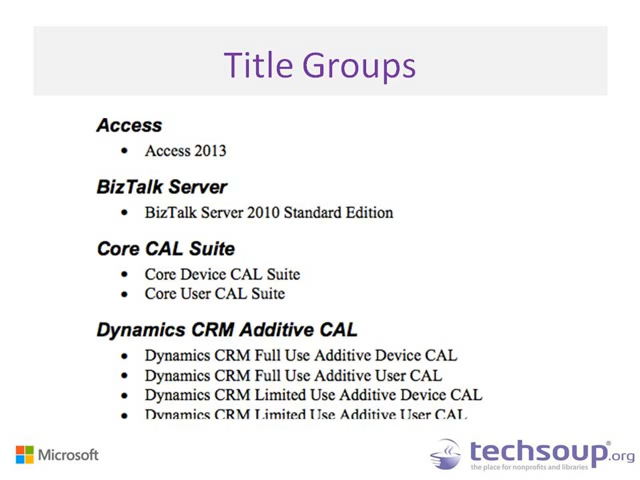 Title Groups
Access
• Access 2013
BizTalk Server
• BizTalk Server 2010 Standard Edition
Core CAL Suite
• Core Device CAL Suite
• Core User CAL Suite
Dynamics CRM Additive CAL
• Dynamics CRM Full Use Additive Device CAL
• Dynamics CRM Full Use Additive User CAL
• Dynamics CRM Limited Use Additive Device CAL
• Dynamics CRM Limited Use Additive User CAL
Microsoft
techsoup®.org
the place for nonprofits and libraries